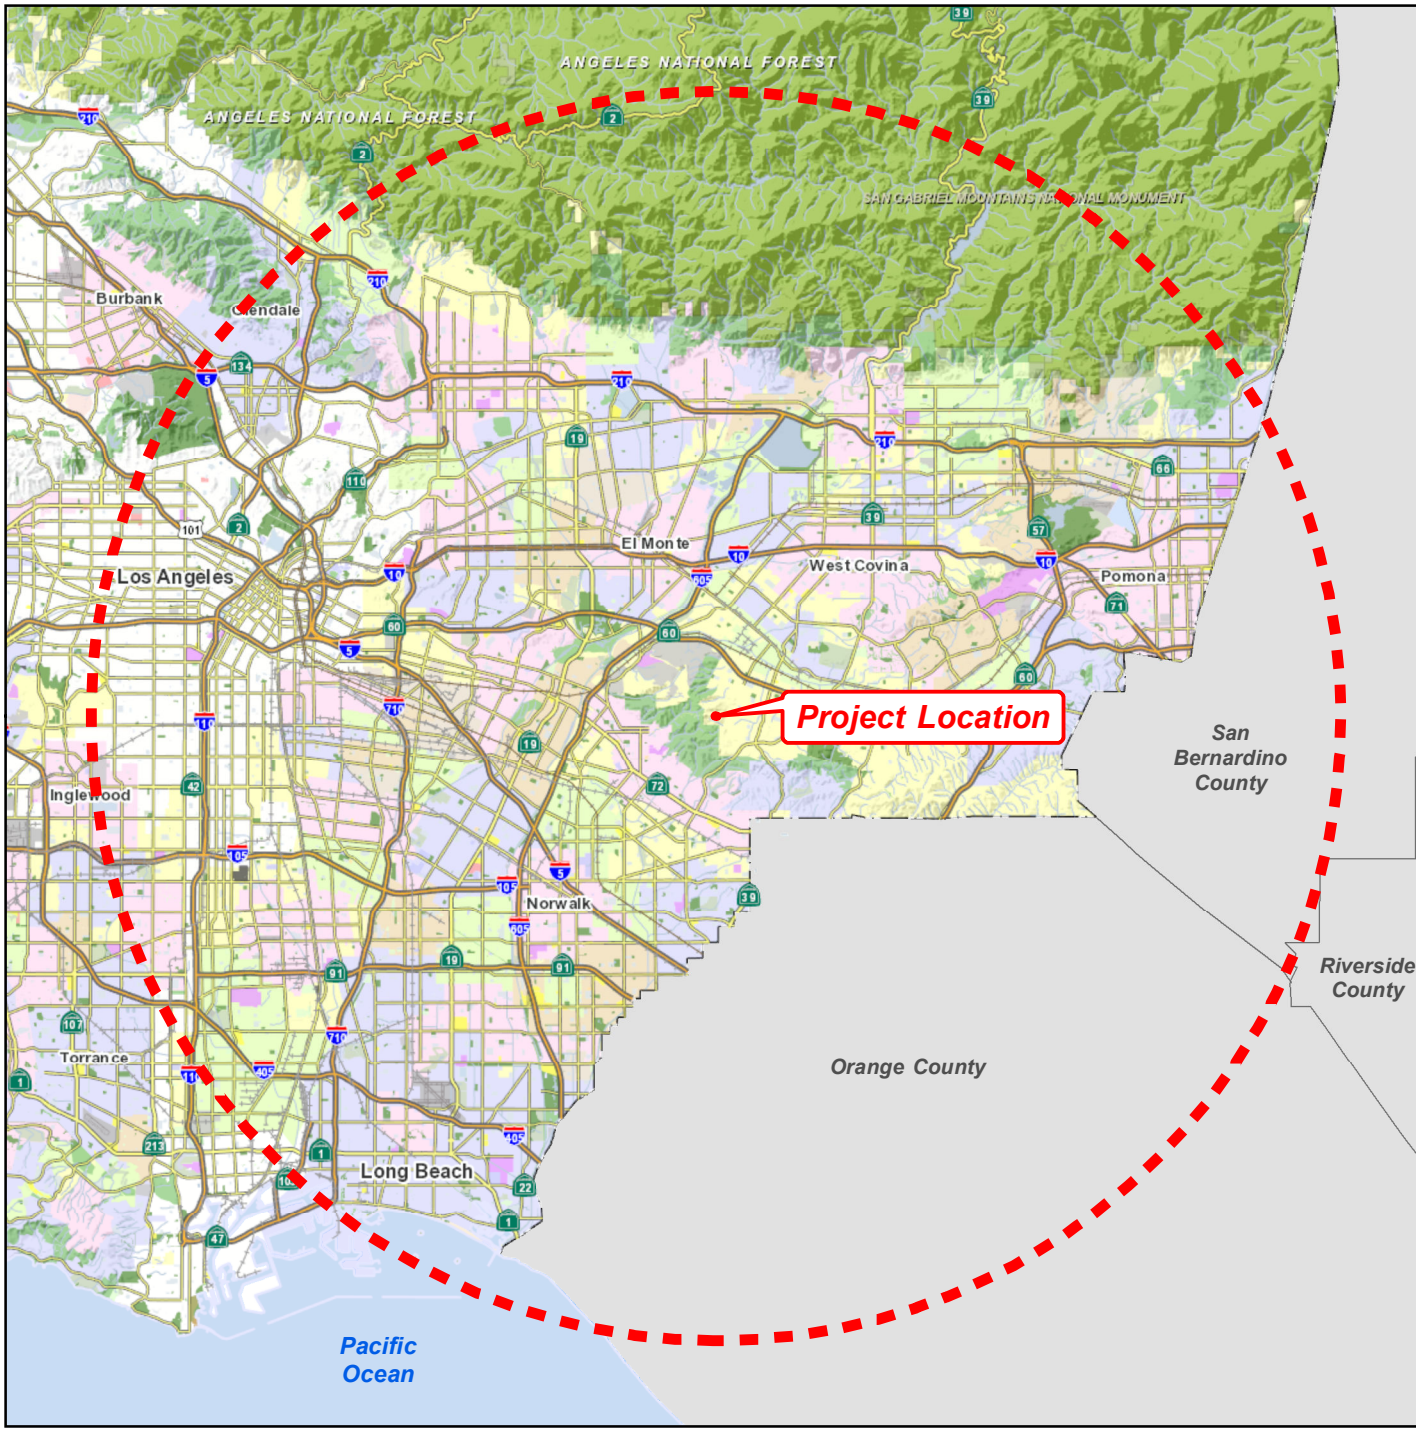 39
ANGELES NATIONAL FOREST
39
210
ANGELES NATIONAL FOREST
2
2
SAN GABRIEL MOUNTAINS NATIONAL MONUMENT
210
Burbank
Glendale
134
5
210
19
210
66
110
39
2
101
57
El Monte
10
West Covina
10
Los Angeles
10
605
Pomona
71
60
60
5
60
710
110
Project Location
19
San
Bernardino
County
42
72
Inglewood
105
5
105
39
Norwalk
605
19
91
91
Riverside
County
107
710
Torrance
1
110
405
Orange County
213
1
405
Long Beach
22
1
47
Pacific
Ocean